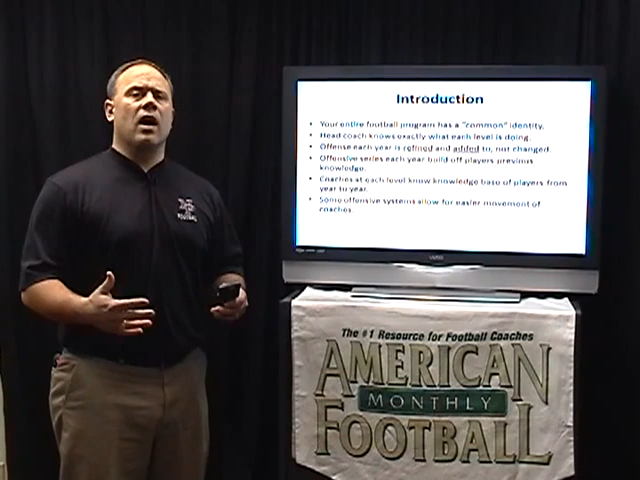 Introduction
• Your entire football program has a "common" identity.
• Head coach knows exactly what each level is doing.
• Offense each year is refined and added to, not changed.
• Offensive series each year build off players previous
knowledge.
• Coaches at each level know knowledge base of players from
year to year.
• Some offensive systems allow for easier movement of
coaches.
FOOTBALL
The #1 Resource for Football Coaches
AMERICAN
MONTHLY
FOOTBALL